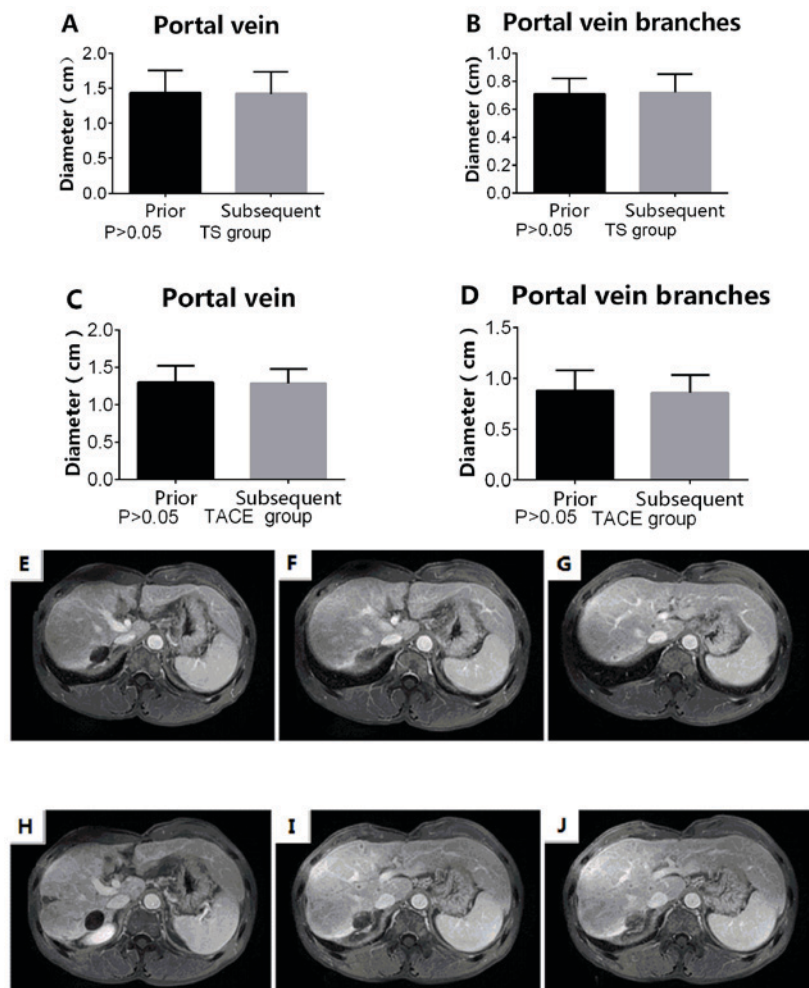 A Portal vein
Diameter ( cm )
2.0
1.5
1.0
0.5
0.0
Prior Subsequent
P>0.05 TS group
B Portal vein branches
Diameter (cm)
1.0
0.8
0.6
0.4
0.2
0.0
Prior Subsequent
P>0.05 TS group
C Portal vein
Diameter ( cm )
2.0
1.5
1.0
0.5
0.0
Prior Subsequent
P>0.05 TACE group
D Portal vein branches
Diameter ( cm )
1.5
1.0
0.5
0.0
Prior Subsequent
P>0.05 TACE group
E
F
G
H
I
J